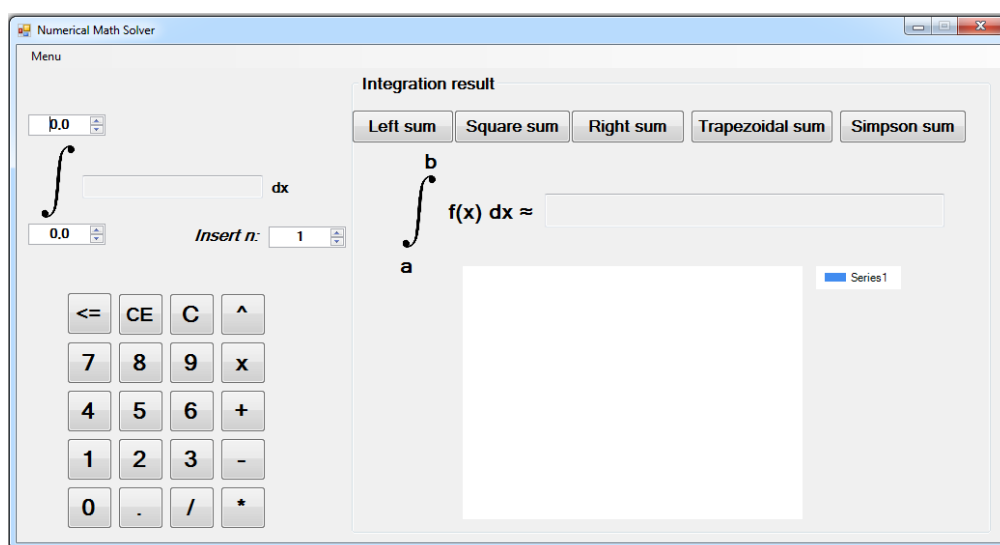 Numerical Math Solver
Menu
0.0
dx
0.0
Insert n: 1
<= CE C ^
7 8 9 x
4 5 6 +
1 2 3 -
0 . / *
Integration result
Left sum Square sum Right sum Trapezoidal sum Simpson sum
b
∫ f(x) dx ≈
a
Series1